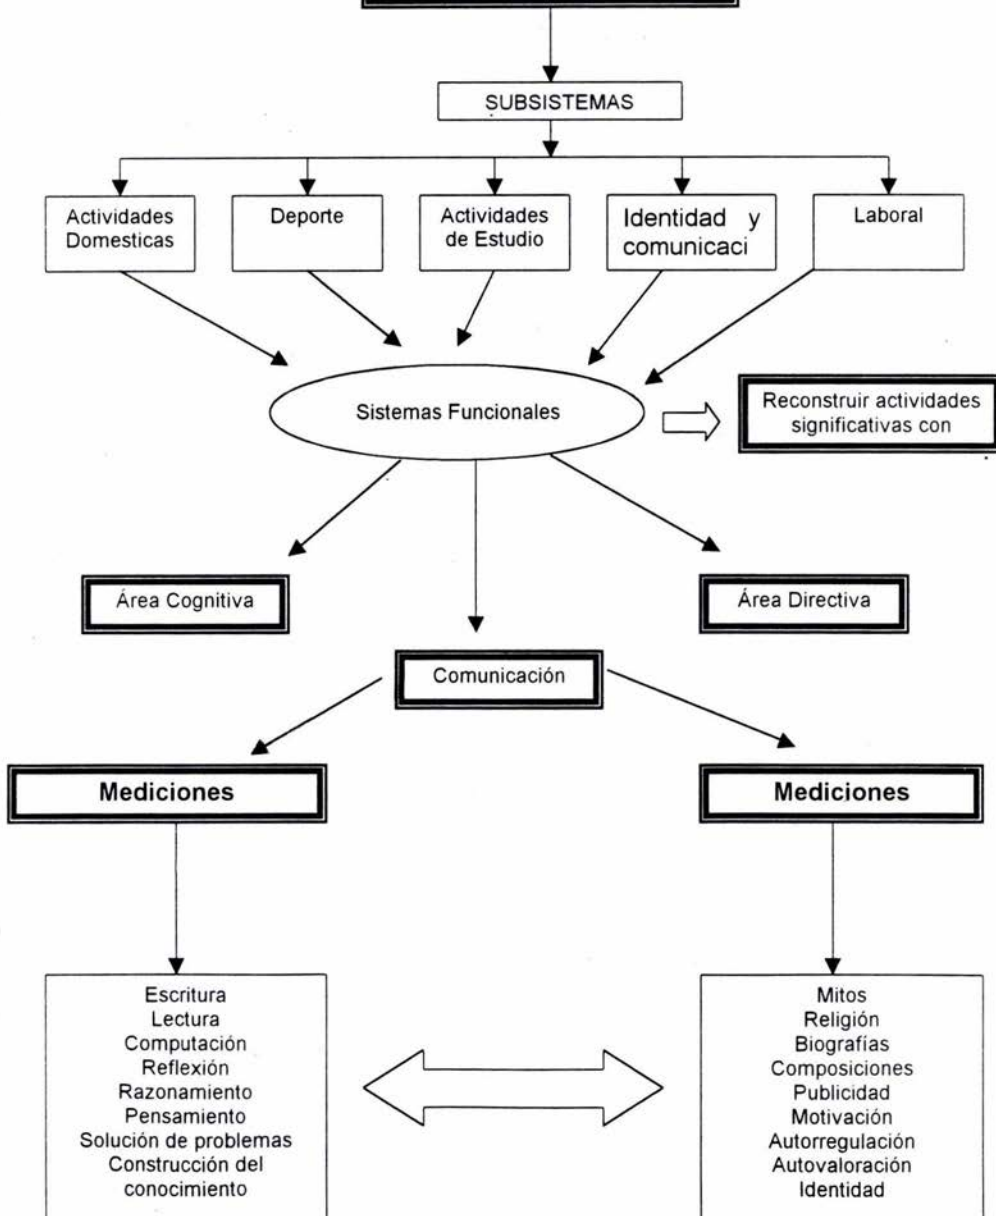 SUBSISTEMAS
Actividades
Domesticas
Deporte
Actividades
de Estudio
Identidad y
comunicaci
Laboral
Sistemas Funcionales
Reconstruir actividades
significativas con
Área Cognitiva
Área Directiva
Comunicación
Mediciones
Mediciones
Escritura
Lectura
Computación
Reflexión
Razonamiento
Pensamiento
Solución de problemas
Construcción del
conocimiento
Mitos
Religión
Biografías
Composiciones
Publicidad
Motivación
Autorregulación
Autovaloración
Identidad